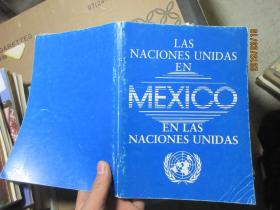 LAS
NACIONES UNIDAS
EN
MEXICO
EN LAS
NACIONES UNIDAS